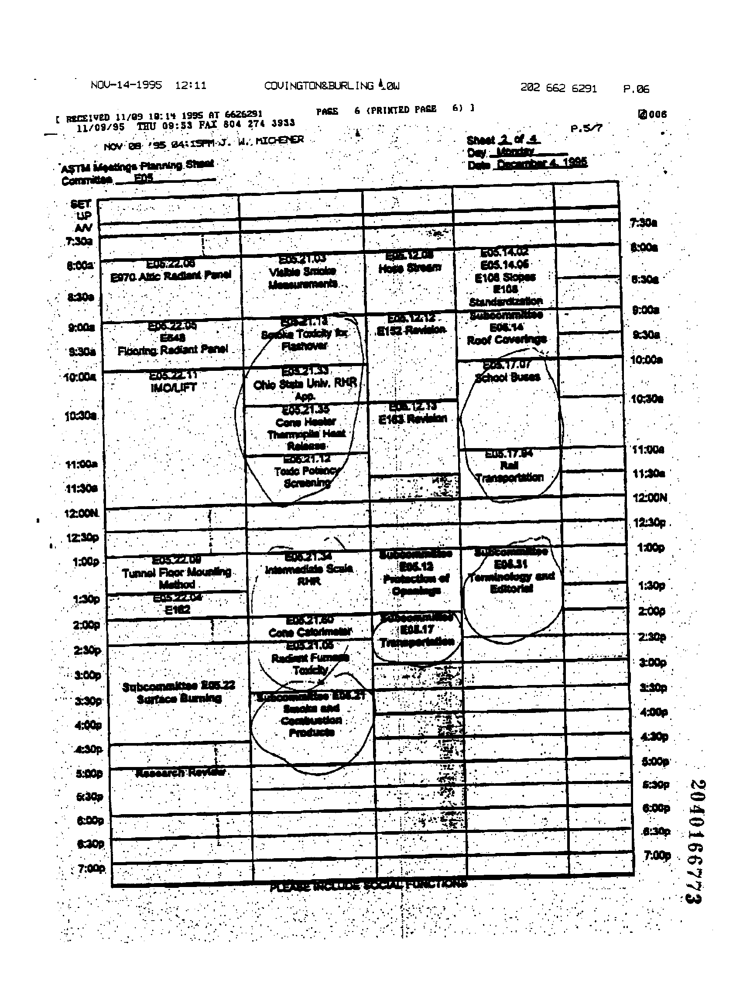 NOV-14-1995 12:11 COVINGTON&BURLING LOW 202 662 6291 P.06
[ RECEIVED 11/09 10:14 1995 AT 6626291 PAGE 6 (PRINTED PAGE 6) ] 006
11/09/95 THU 09:53 FAX 804 274 3933
P.5/7
NOV 08 '95 04:15PM J. W. MICHENER
Sheet 2 of 4
Day Monday
Date December 4, 1995
ASTM Meetings Planning Sheet
Committee E05
SET
UP
A/V
7:30a
8:00a
8:30a
9:00a
9:30a
10:00a
10:30a
11:00a
11:30a
12:00N
12:30p
1:00p
1:30p
2:00p
2:30p
3:00p
3:30p
4:00p
4:30p
5:00p
5:30p
6:00p
6:30p
7:00p
E05.22.06
E970 Attic Radiant Panel
E05.22.05
E648
Flooring Radiant Panel
E05.22.11
IMO/LIFT
E05.22.09
Tunnel Floor Mounting
Method
E05.22.04
E162
Subcommittee E05.22
Surface Burning
Research Review
E05.21.03
Visible Smoke
Measurements
E05.21.13
Smoke Toxicity for
Flashover
E05.21.33
Ohio State Univ. RHR
App.
E05.21.35
Cone Heater
Thermopile Heat
Release
E05.21.12
Toxic Potency
Screening
E05.21.34
Intermediate Scale
RHR
E05.21.60
Cone Calorimeter
E05.21.05
Radiant Furnace
Toxicity
Subcommittee E05.21
Smoke and
Combustion
Products
E05.12.08
Hose Stream
E05.12.12
E152 Revision
E05.12.13
E163 Revision
Subcommittee
E05.12
Protection of
Openings
Subcommittee
E05.17
Transportation
E05.14.02
E05.14.05
E108 Slopes
E108
Standardization
Subcommittee
E05.14
Roof Coverings
E05.17.07
School Buses
E05.17.94
Rail
Transportation
Subcommittee
E05.31
Terminology and
Editorial
7:30a
8:00a
8:30a
9:00a
9:30a
10:00a
10:30a
11:00a
11:30a
12:00N
12:30p
1:00p
1:30p
2:00p
2:30p
3:00p
3:30p
4:00p
4:30p
5:00p
5:30p
6:00p
6:30p
7:00p
PLEASE INCLUDE SOCIAL FUNCTIONS
2040166773